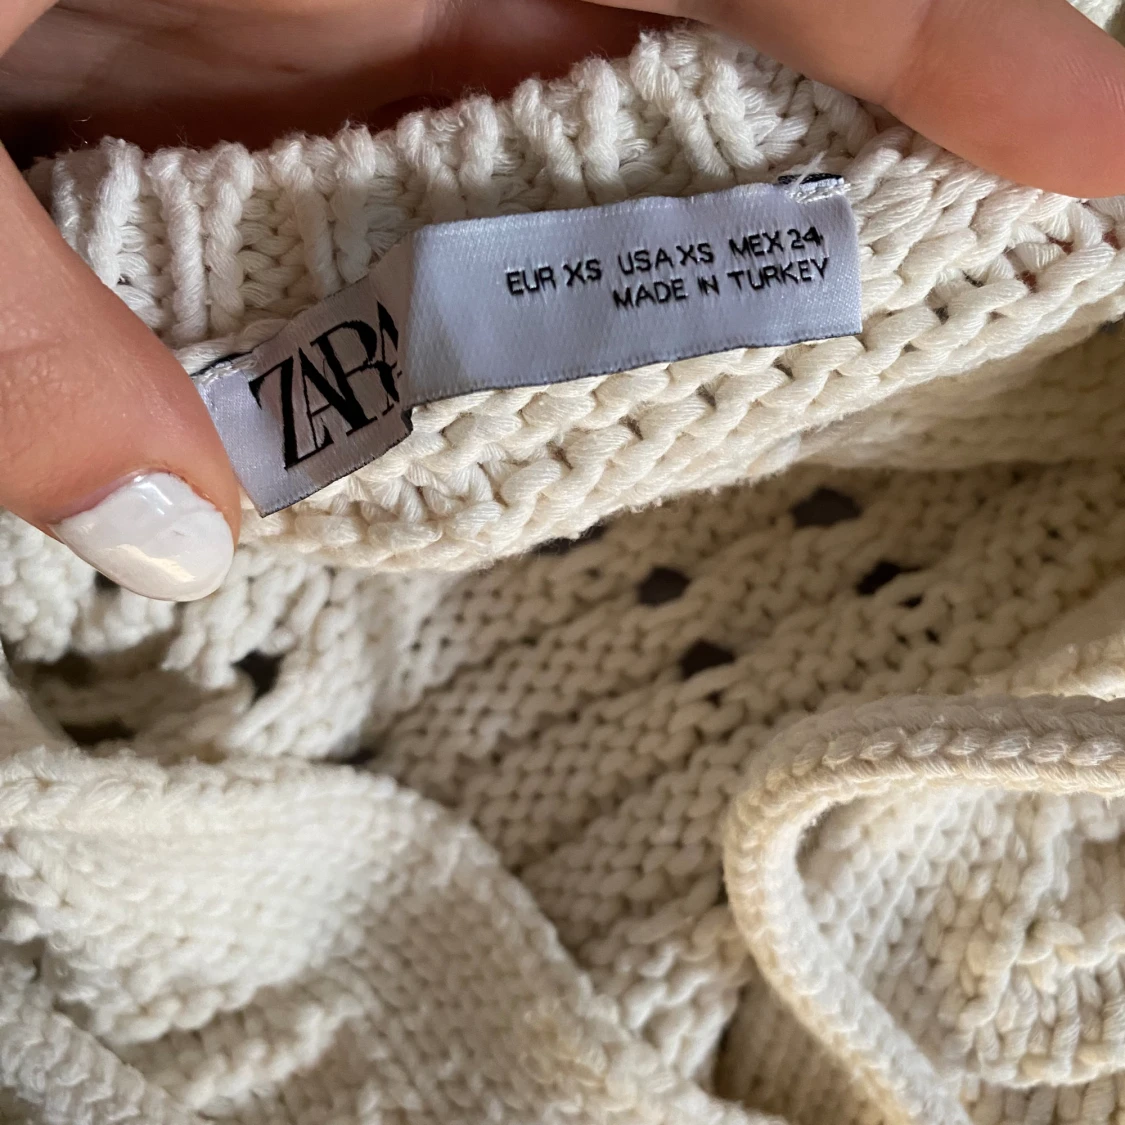 ZARA
EUR XS USA XS MEX 24
MADE IN TURKEY